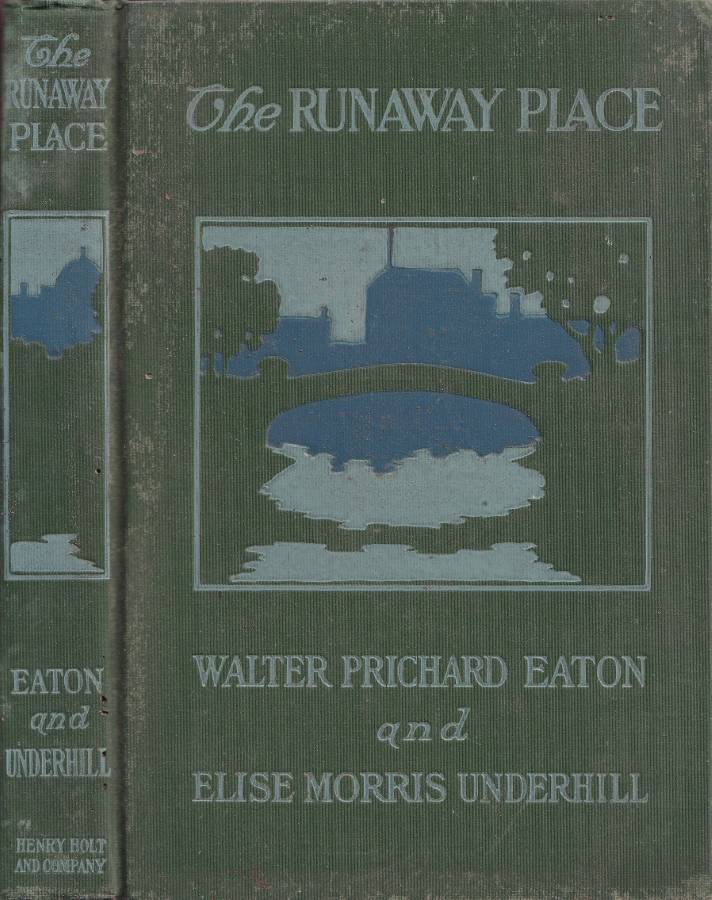 The
RUNAWAY
PLACE
EATON
and
UNDERHILL
HENRY HOLT
AND COMPANY
The RUNAWAY PLACE
WALTER PRICHARD EATON
and
ELISE MORRIS UNDERHILL